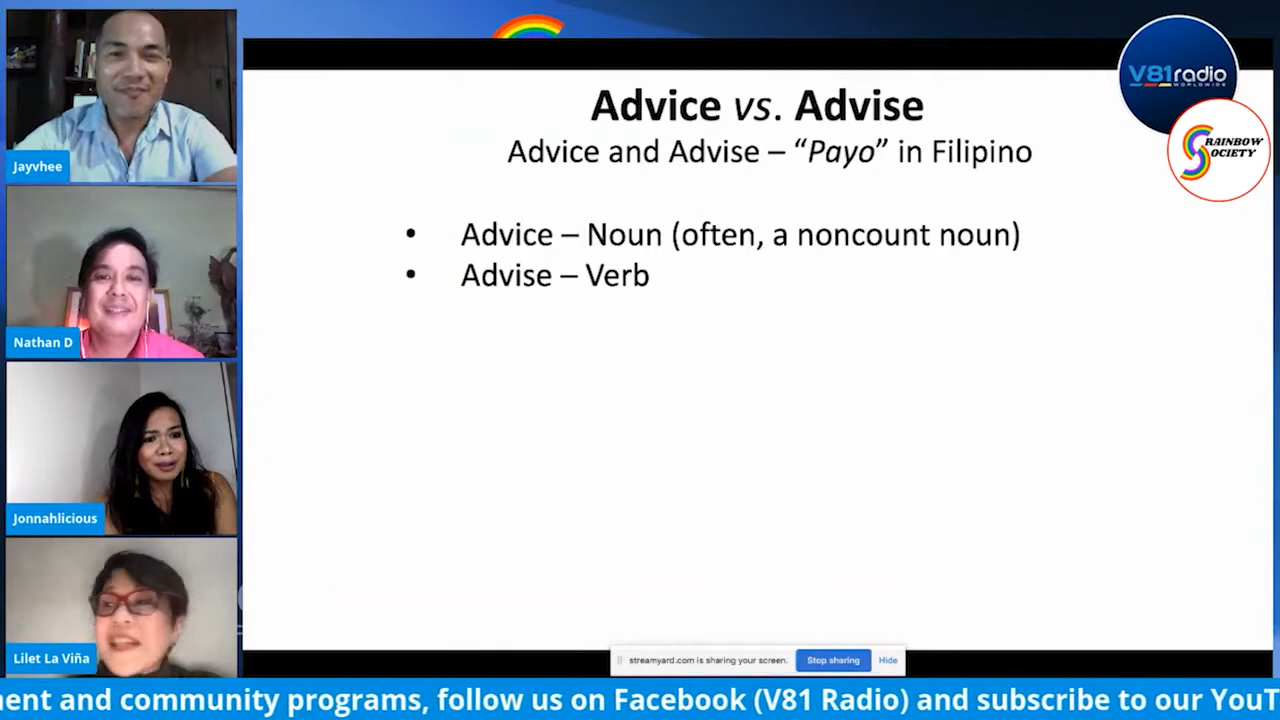 Jayvhee
Nathan D
Jonnahlicious
Lilet La Viña
V81radio
WORLDWIDE
RAINBOW
SOCIETY
Advice vs. Advise
Advice and Advise – “Payo” in Filipino
• Advice – Noun (often, a noncount noun)
• Advise – Verb
streamyard.com is sharing your screen. Stop sharing Hide
nent and community programs, follow us on Facebook (V81 Radio) and subscribe to our YouT